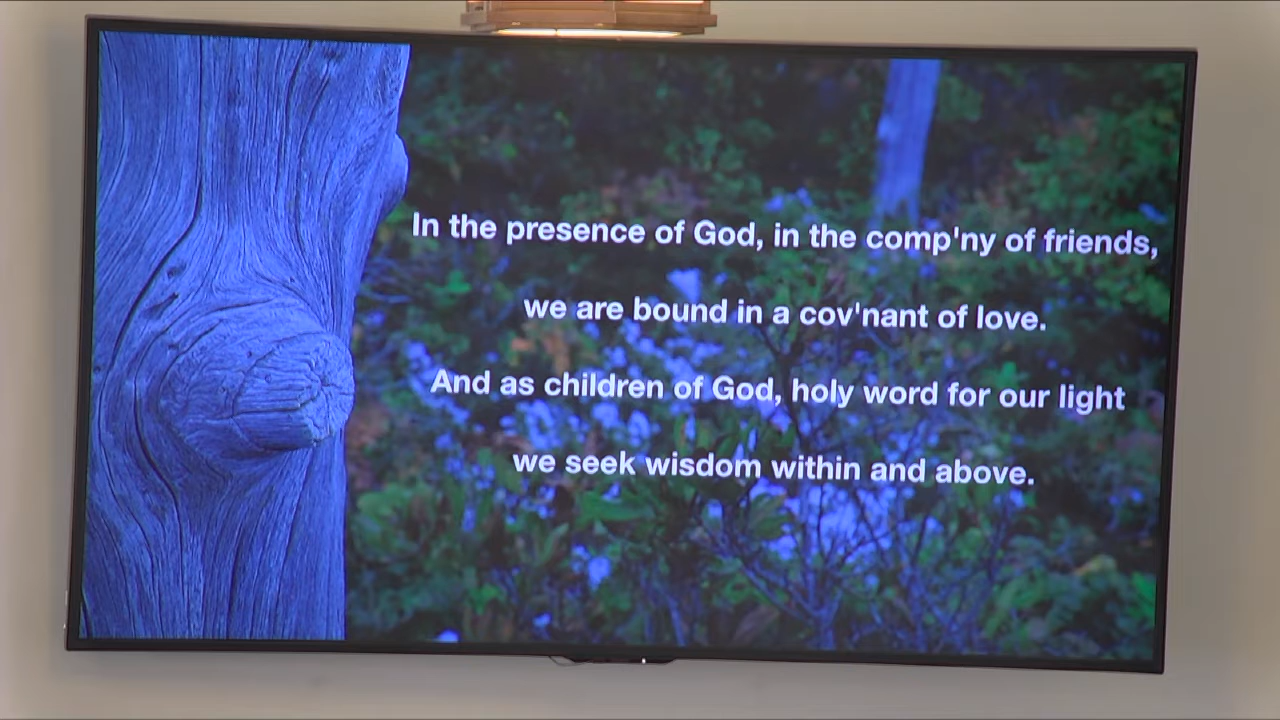 In the presence of God, in the comp'ny of friends,
we are bound in a cov'nant of love.
And as children of God, holy word for our light
we seek wisdom within and above.